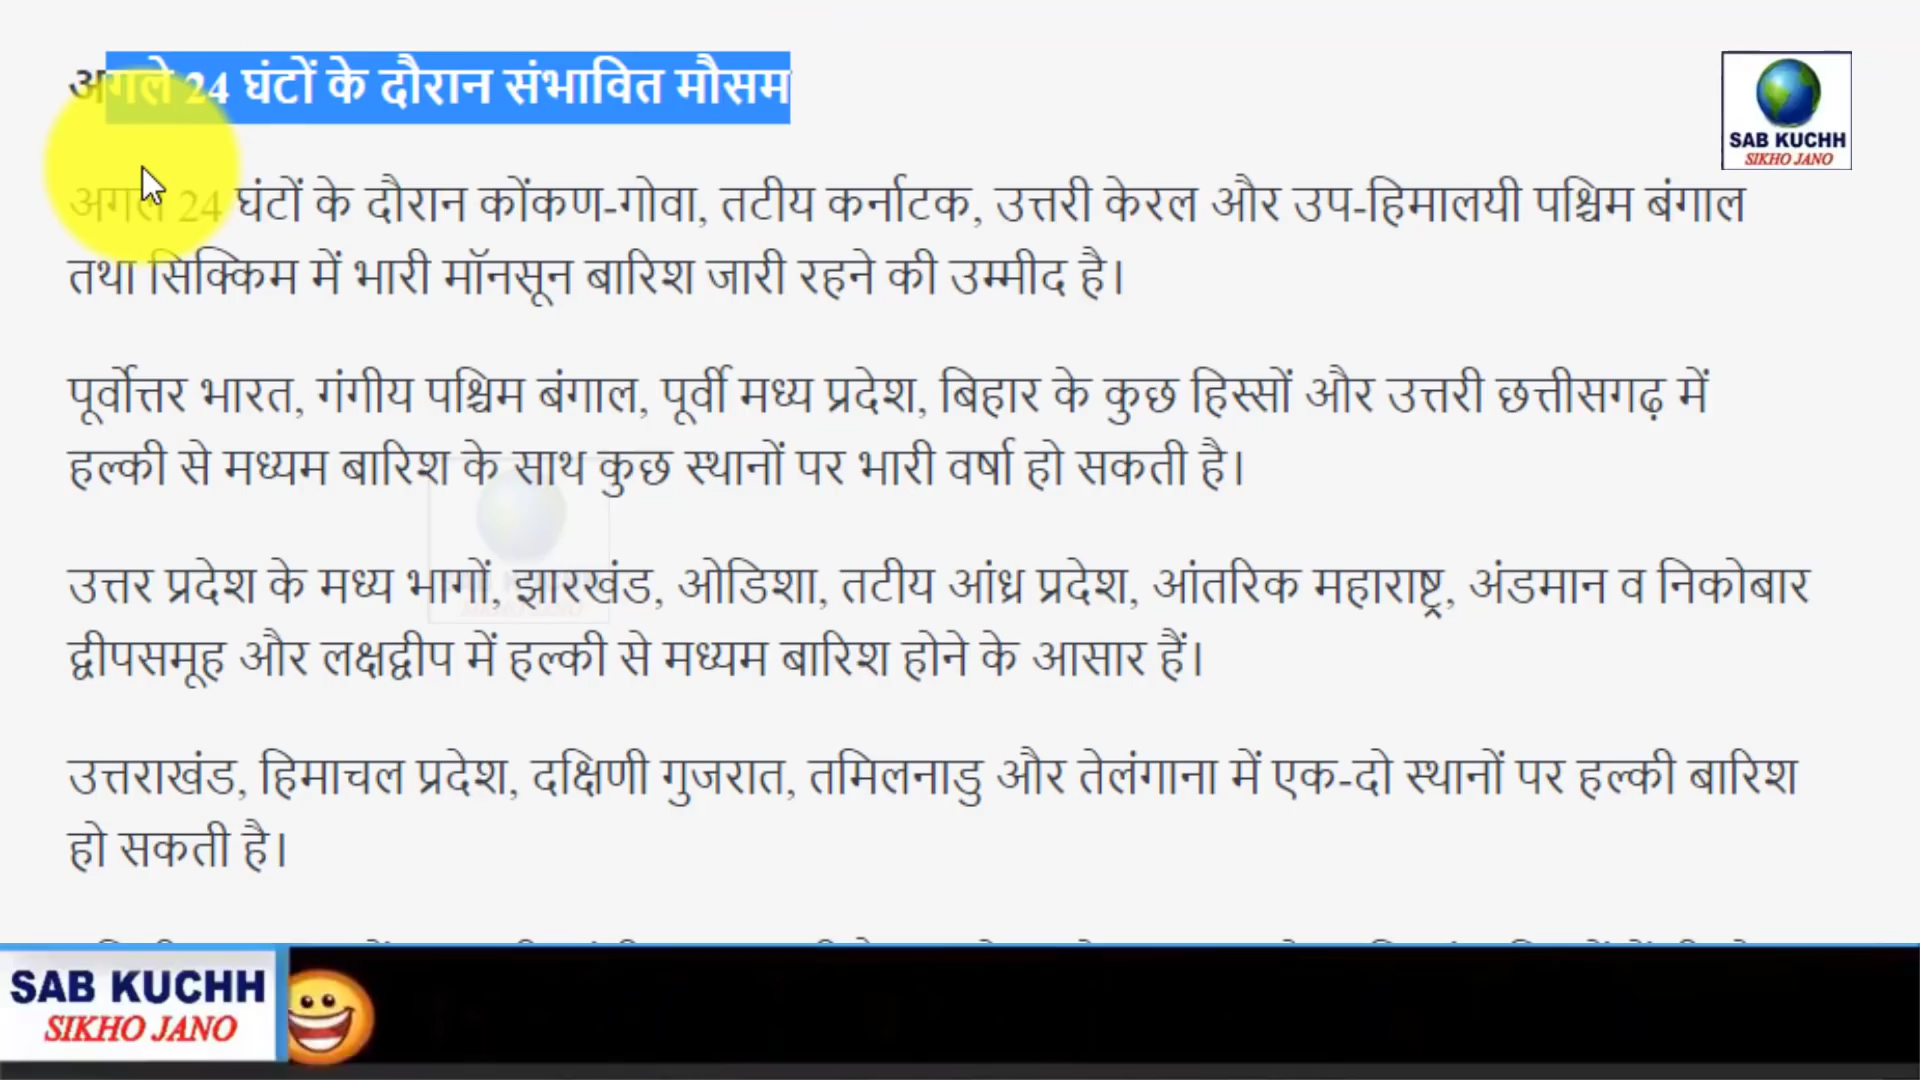 अगले 24 घंटों के दौरान संभावित मौसम
SAB KUCHH
SIKHO JANO
अगले 24 घंटों के दौरान कोंकण-गोवा, तटीय कर्नाटक, उत्तरी केरल और उप-हिमालयी पश्चिम बंगाल
तथा सिक्किम में भारी मॉनसून बारिश जारी रहने की उम्मीद है।
पूर्वोत्तर भारत, गंगीय पश्चिम बंगाल, पूर्वी मध्य प्रदेश, बिहार के कुछ हिस्सों और उत्तरी छत्तीसगढ़ में
हल्की से मध्यम बारिश के साथ कुछ स्थानों पर भारी वर्षा हो सकती है।
उत्तर प्रदेश के मध्य भागों, झारखंड, ओडिशा, तटीय आंध्र प्रदेश, आंतरिक महाराष्ट्र, अंडमान व निकोबार
द्वीपसमूह और लक्षद्वीप में हल्की से मध्यम बारिश होने के आसार हैं।
उत्तराखंड, हिमाचल प्रदेश, दक्षिणी गुजरात, तमिलनाडु और तेलंगाना में एक-दो स्थानों पर हल्की बारिश
हो सकती है।
SAB KUCHH
SIKHO JANO